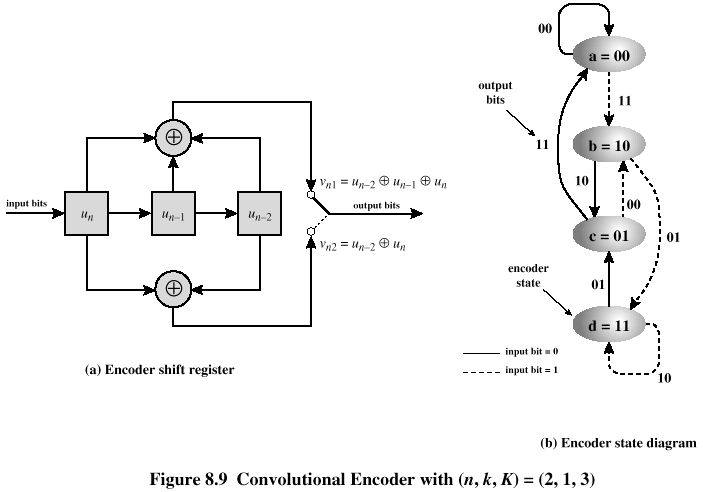 input bits
uₙ
uₙ₋₁
uₙ₋₂
⊕
⊕
vₙ₁ = uₙ₋₂ ⊕ uₙ₋₁ ⊕ uₙ
output bits
vₙ₂ = uₙ₋₂ ⊕ uₙ
(a) Encoder shift register
00
a = 00
output
bits
11
11
b = 10
10
00
01
c = 01
encoder
state
01
d = 11
10
input bit = 0
input bit = 1
(b) Encoder state diagram
Figure 8.9 Convolutional Encoder with (n, k, K) = (2, 1, 3)